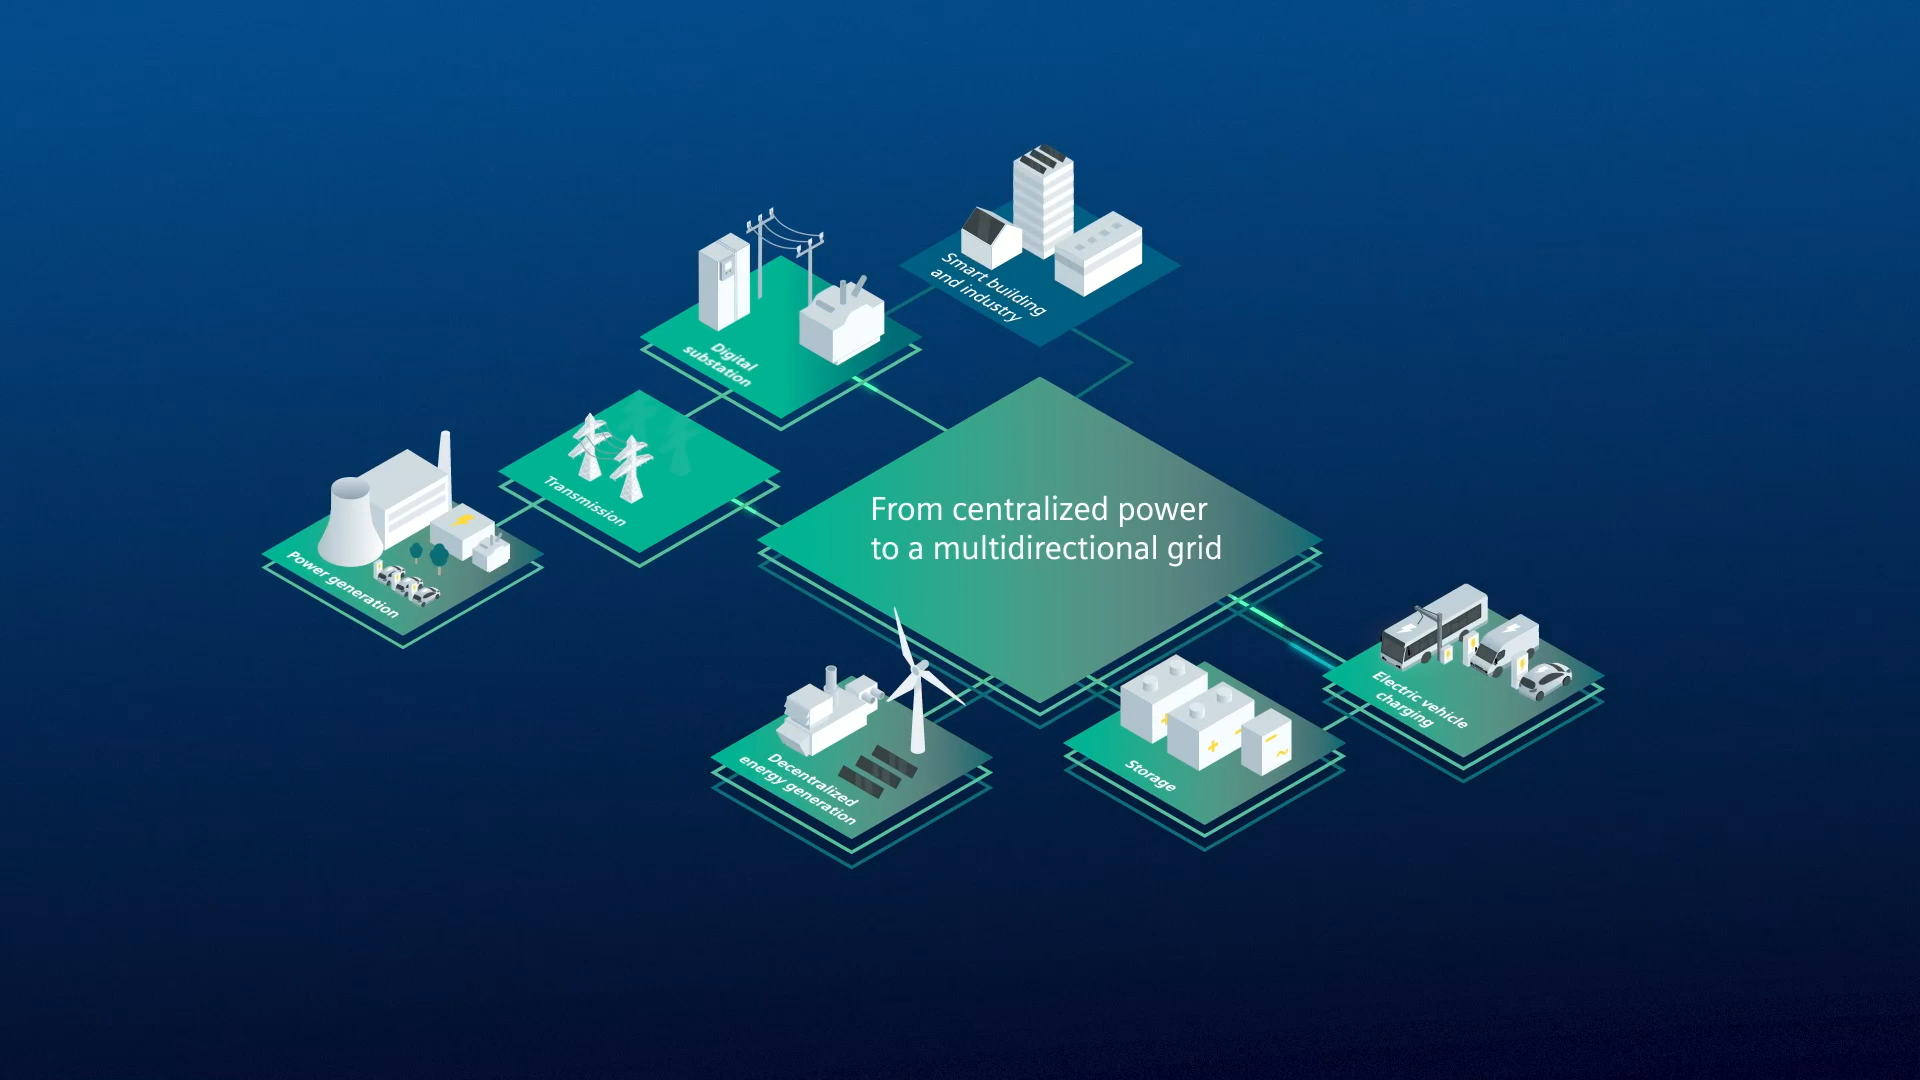 Smart building
and industry
Digital
substation
Transmission
Power generation
From centralized power
to a multidirectional grid
Electric vehicle
charging
Decentralized
energy generation
Storage